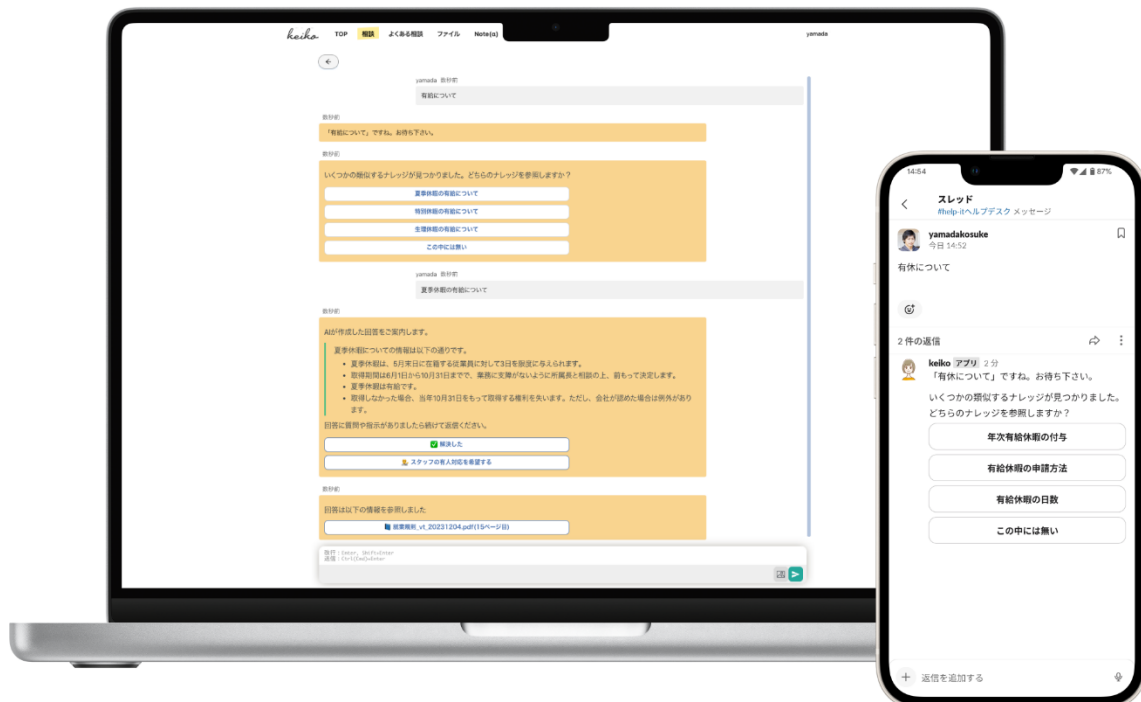 keiko
TOP
相談
よくある相談
ファイル
Note(α)
yamada
yamada 数秒前
有給について
数秒前
「有給について」ですね。お待ち下さい。
数秒前
いくつかの類似するナレッジが見つかりました。どちらのナレッジを参照しますか？
夏季休暇の有給について
特別休暇の有給について
生理休暇の有給について
この中には無い
yamada 数秒前
夏季休暇の有給について
数秒前
AIが作成した回答をご案内します。
夏季休暇についての情報は以下の通りです。
• 夏季休暇は、5月末日に在籍する従業員に対して3日を限度に与えられます。
• 取得期間は6月1日から10月31日までで、業務に支障がないように所属長と相談の上、前もって決定します。
• 夏季休暇は有給です。
• 取得しなかった場合、当年10月31日をもって取得する権利を失います。ただし、会社が認めた場合は例外があり
ます。
回答に質問や指示がありましたら続けて返信ください。
解決した
スタッフの有人対応を希望する
数秒前
回答は以下の情報を参照しました
就業規則_vt_20231204.pdf(15ページ目)
改行：Enter, Shift+Enter
送信：Ctrl(Cmd)+Enter
14:54
87%
スレッド
#help-itヘルプデスク メッセージ
yamadakosuke
今日 14:52
有休について
2 件の返信
keiko アプリ 2 分
「有休について」ですね。お待ち下さい。
いくつかの類似するナレッジが見つかりました。
どちらのナレッジを参照しますか？
年次有給休暇の付与
有給休暇の申請方法
有給休暇の日数
この中には無い
返信を追加する